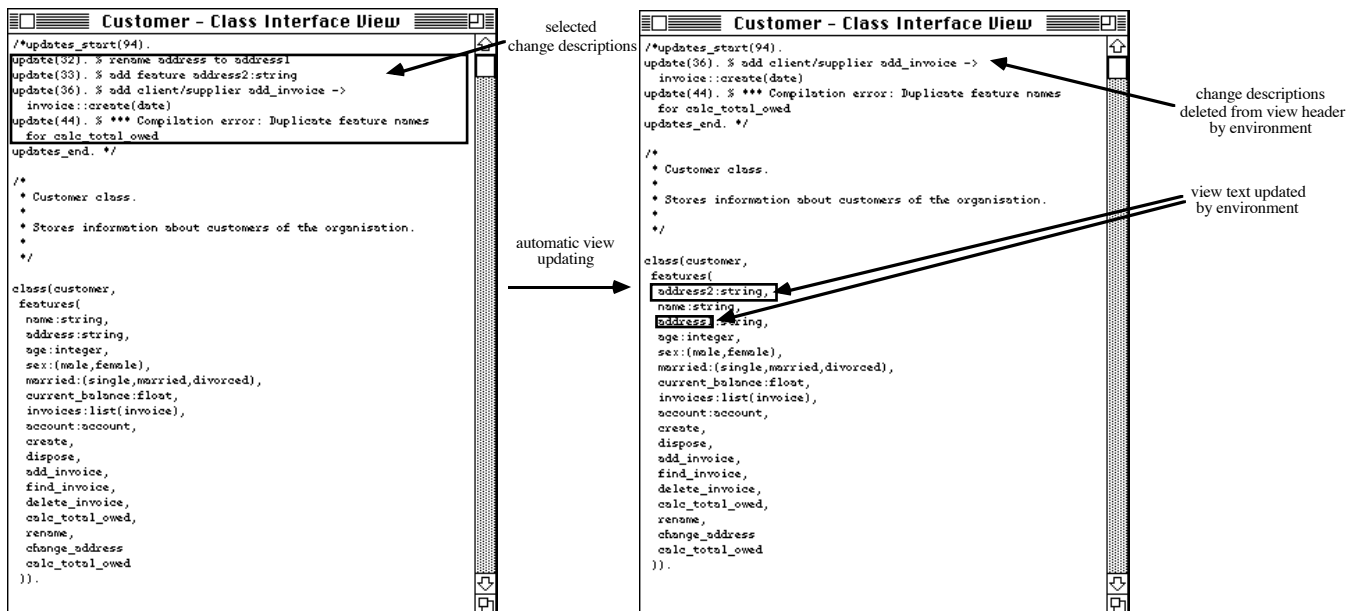 Customer - Class Interface View
/*updates_start(94).
update(32). % rename address to address1
update(33). % add feature address2:string
update(36). % add client/supplier add_invoice ->
invoice::create(date)
update(44). % *** Compilation error: Duplicate feature names
for calc_total_owed
updates_end. */
/*
* Customer class.
*
* Stores information about customers of the organisation.
*
*/
class(customer,
features(
name:string,
address:string,
age:integer,
sex:(male,female),
married:(single,married,divorced),
current_balance:float,
invoices:list(invoice),
account:account,
create,
dispose,
add_invoice,
find_invoice,
delete_invoice,
calc_total_owed,
rename,
change_address
calc_total_owed
)).
selected
change descriptions
automatic view
updating
Customer - Class Interface View
/*updates_start(94).
update(36). % add client/supplier add_invoice ->
invoice::create(date)
update(44). % *** Compilation error: Duplicate feature names
for calc_total_owed
updates_end. */
/*
* Customer class.
*
* Stores information about customers of the organisation.
*
*/
class(customer,
features(
address2:string,
name:string,
address1:string,
age:integer,
sex:(male,female),
married:(single,married,divorced),
current_balance:float,
invoices:list(invoice),
account:account,
create,
dispose,
add_invoice,
find_invoice,
delete_invoice,
calc_total_owed,
rename,
change_address
calc_total_owed
)).
change descriptions
deleted from view header
by environment
view text updated
by environment